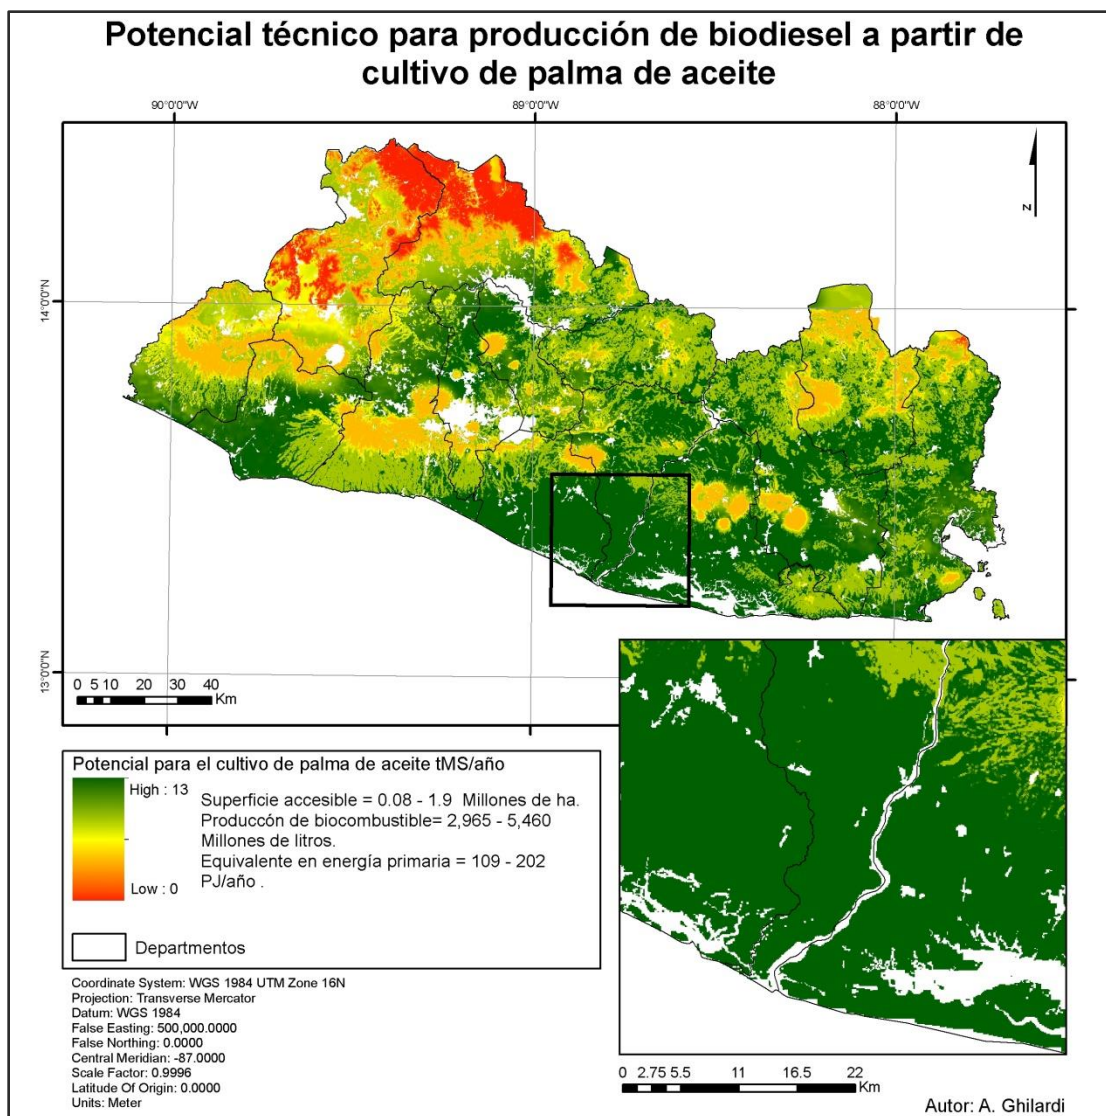 Potencial técnico para producción de biodiesel a partir de
cultivo de palma de aceite
90°0'0"W
89°0'0"W
88°0'0"W
14°0'0"N
13°0'0"N
N
0 5 10 20 30 40
Km
Potencial para el cultivo de palma de aceite tMS/año
High : 13
Low : 0
Superficie accesible = 0.08 - 1.9 Millones de ha.
Produccón de biocombustible= 2,965 - 5,460
Millones de litros.
Equivalente en energía primaria = 109 - 202
PJ/año .
Departmentos
Coordinate System: WGS 1984 UTM Zone 16N
Projection: Transverse Mercator
Datum: WGS 1984
False Easting: 500,000.0000
False Northing: 0.0000
Central Meridian: -87.0000
Scale Factor: 0.9996
Latitude Of Origin: 0.0000
Units: Meter
0 2.75 5.5 11 16.5 22
Km
Autor: A. Ghilardi